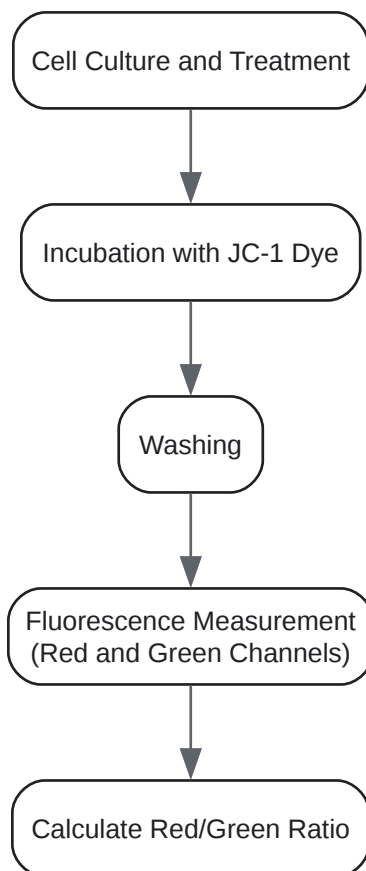 Cell Culture and Treatment
Incubation with JC-1 Dye
Washing
Fluorescence Measurement
(Red and Green Channels)
Calculate Red/Green Ratio